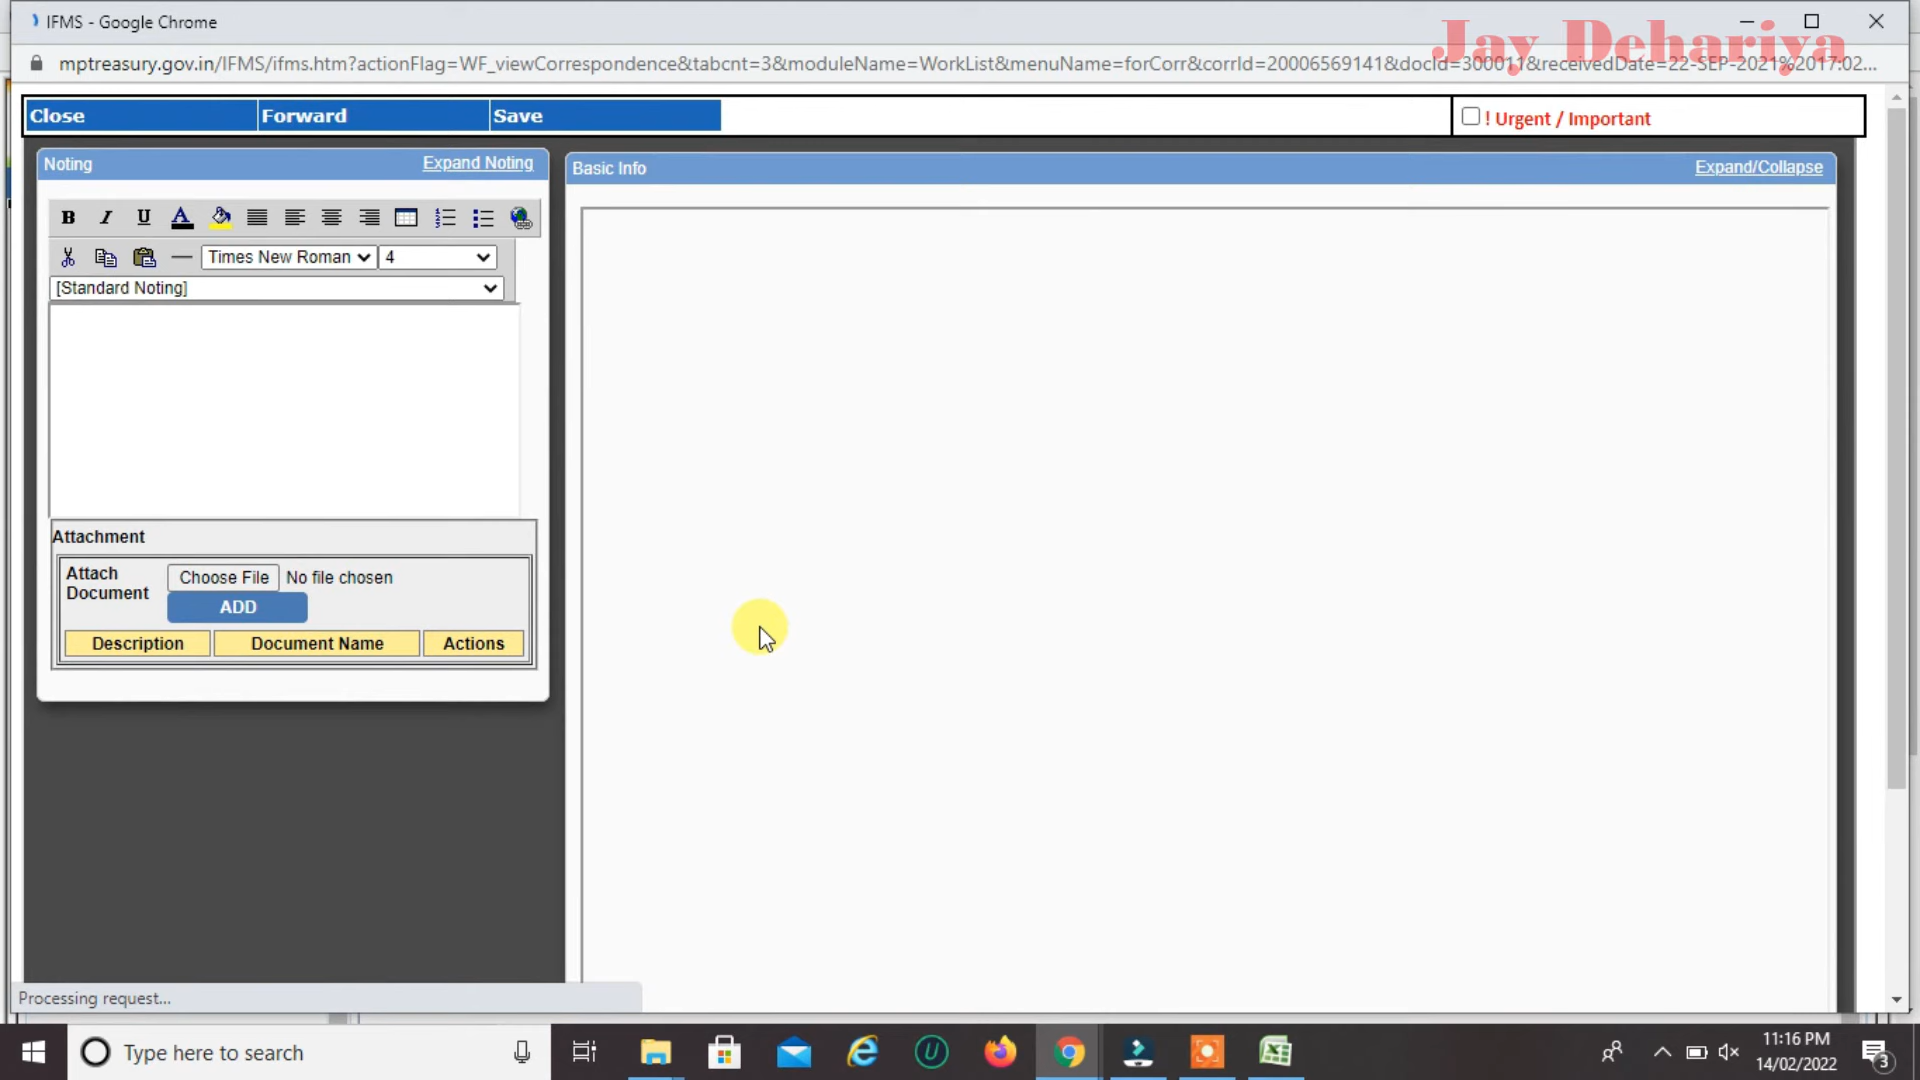 IFMS - Google Chrome
Jay Dehariya
mptreasury.gov.in/IFMS/ifms.htm?actionFlag=WF_viewCorrespondence&tabcnt=3&moduleName=WorkList&menuName=forCorr&corrId=20006569141&docId=300011&receivedDate=22-SEP-2021%2017:02...
Close Forward Save ! Urgent / Important
Noting Expand Noting
Basic Info Expand/Collapse
B I U A
Times New Roman 4
[Standard Noting]
Attachment
Attach Document Choose File No file chosen
ADD
Description Document Name Actions
Processing request...
Type here to search
11:16 PM
14/02/2022
3